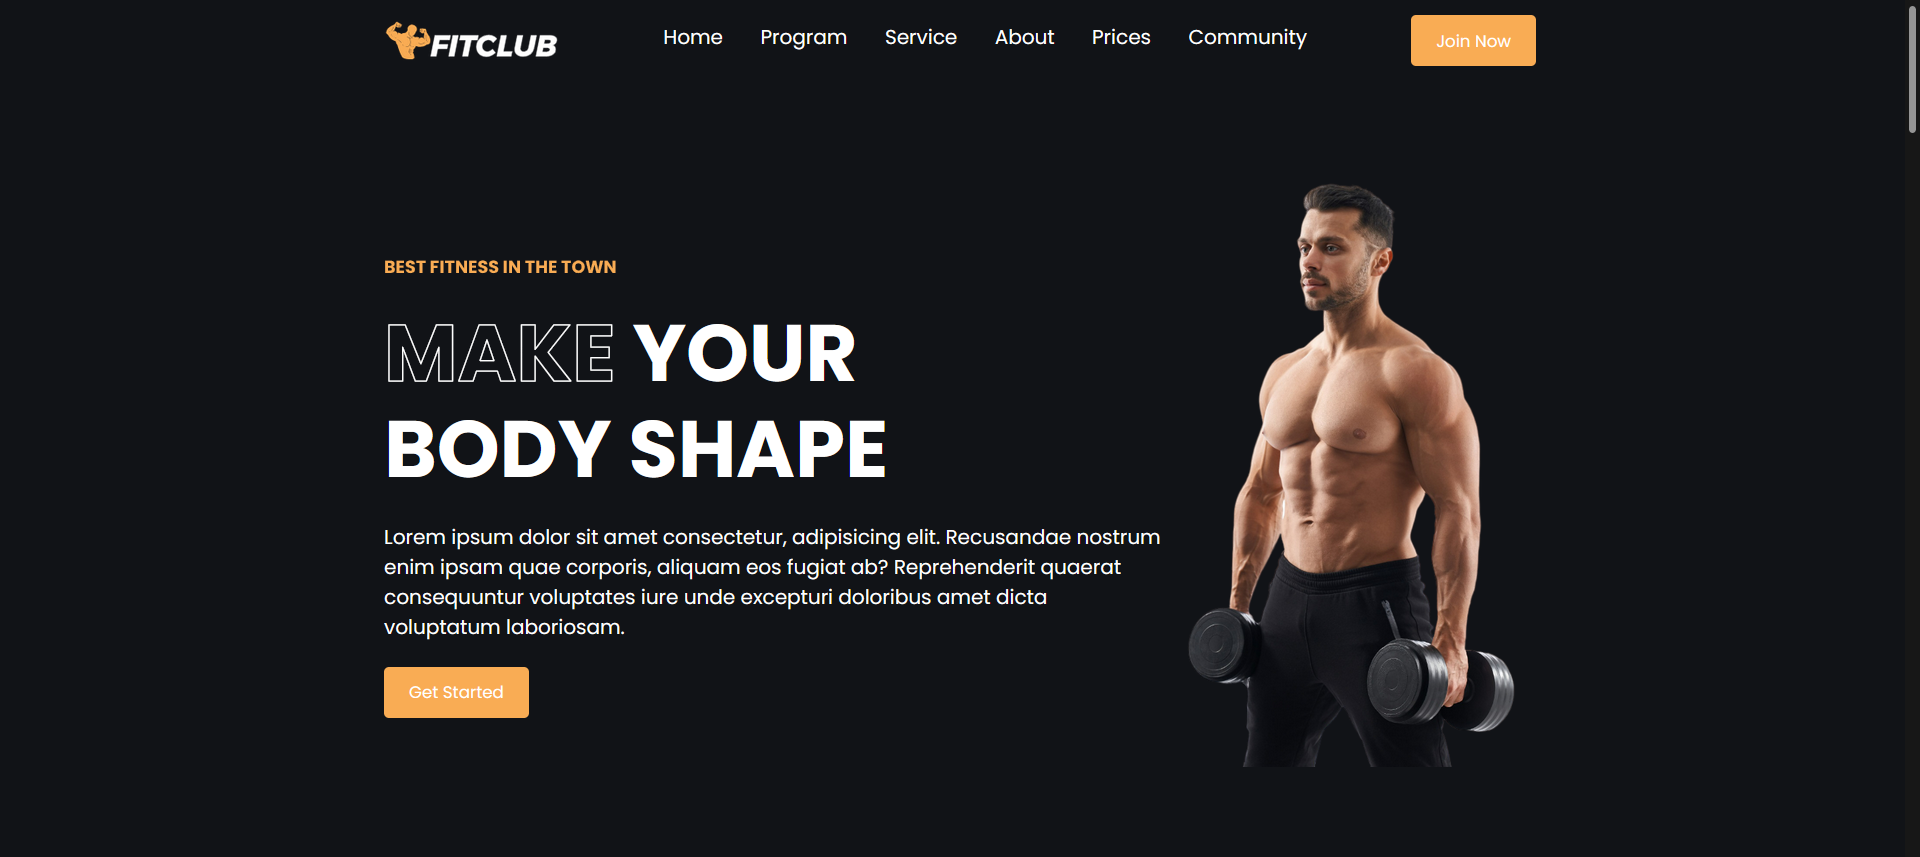 FITCLUB
Home Program Service About Prices Community
Join Now
BEST FITNESS IN THE TOWN
MAKE YOUR
BODY SHAPE
Lorem ipsum dolor sit amet consectetur, adipisicing elit. Recusandae nostrum
enim ipsam quae corporis, aliquam eos fugiat ab? Reprehenderit quaerat
consequuntur voluptates iure unde excepturi doloribus amet dicta
voluptatum laboriosam.
Get Started